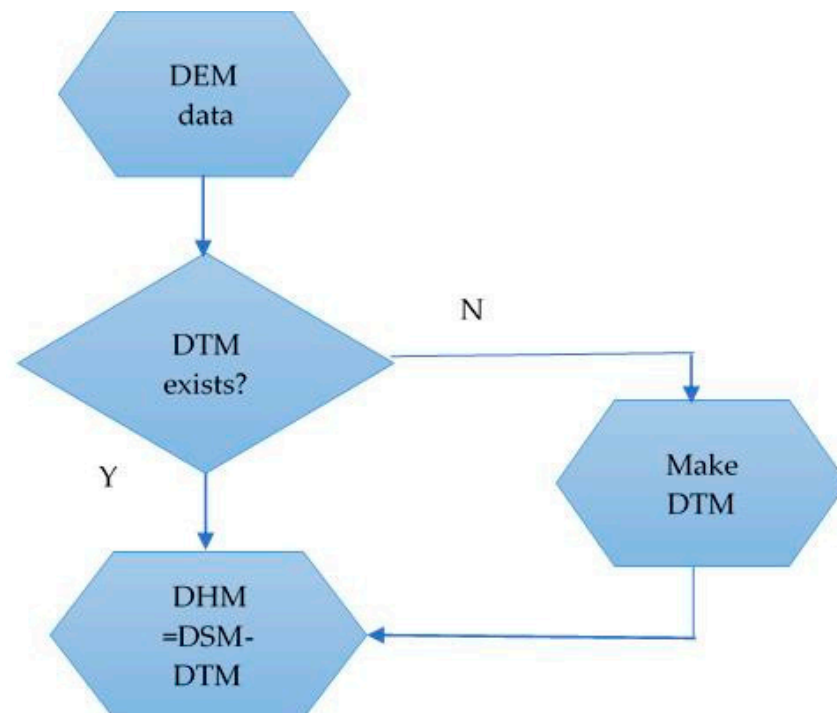 DEM
data
DTM
exists?
N
Y
Make
DTM
DHM
=DSM-
DTM